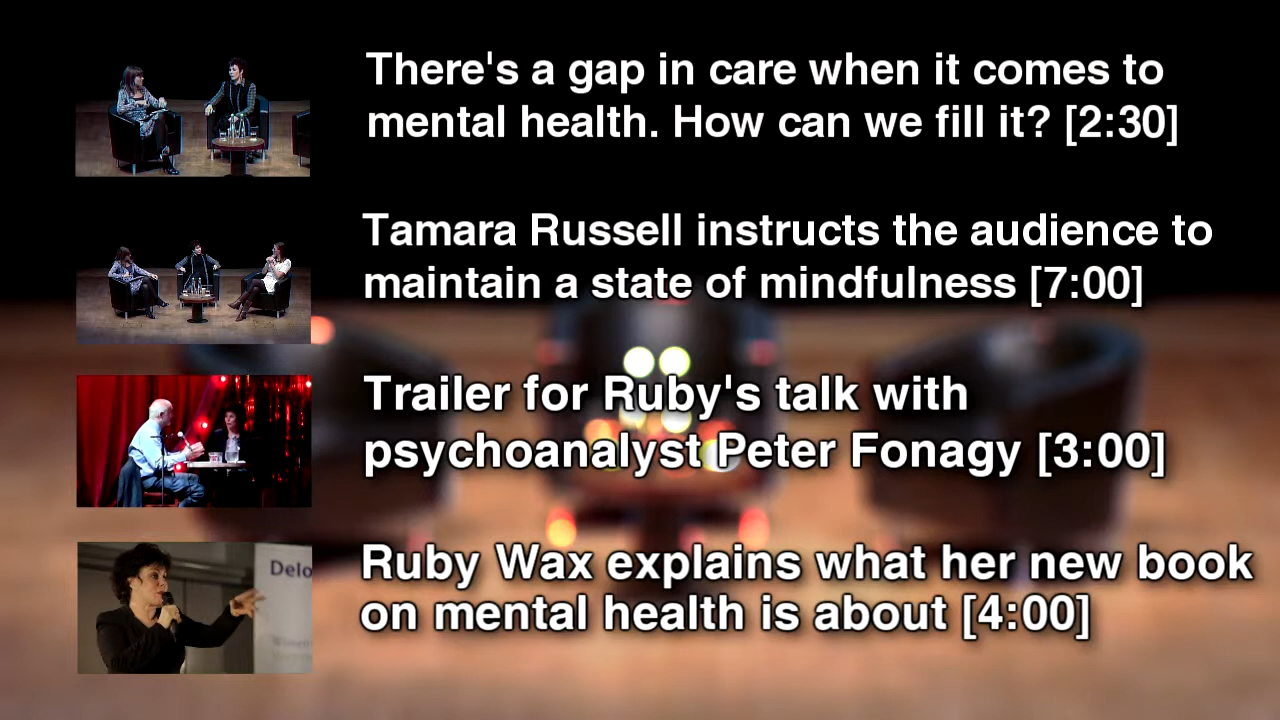 There's a gap in care when it comes to
mental health. How can we fill it? [2:30]
Tamara Russell instructs the audience to
maintain a state of mindfulness [7:00]
Trailer for Ruby's talk with
psychoanalyst Peter Fonagy [3:00]
Ruby Wax explains what her new book
on mental health is about [4:00]
Delo